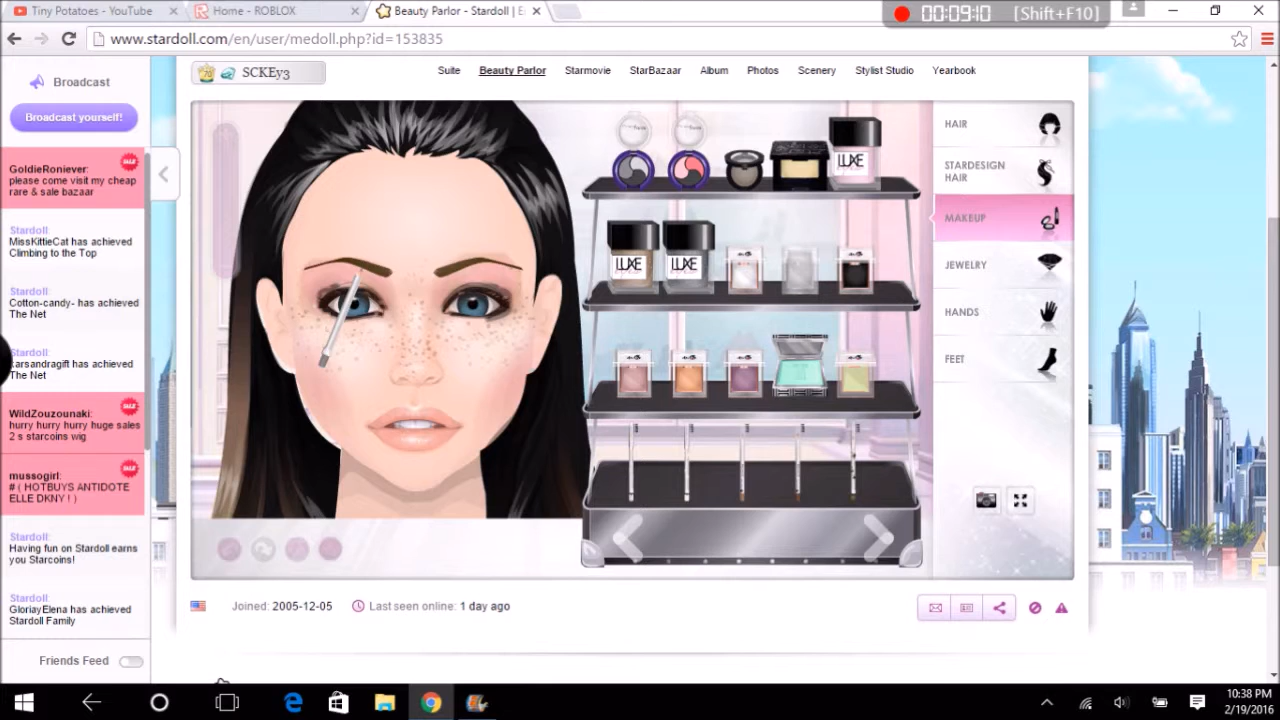 Tiny Potatoes - YouTube
Home - ROBLOX
Beauty Parlor - Stardoll | E
00:09:10 [Shift+F10]
www.stardoll.com/en/user/medoll.php?id=153835
Broadcast
Broadcast yourself!
GoldieRoniever:
please come visit my cheap
rare & sale bazaar
SALE
Stardoll:
MissKittieCat has achieved
Climbing to the Top
Stardoll:
Cotton-candy- has achieved
The Net
Stardoll:
arsandragift has achieved
The Net
WildZouzounaki:
hurry hurry hurry huge sales
2 s starcoins wig
SALE
mussogirl:
# ( HOTBUYS ANTIDOTE
ELLE DKNY ! )
SALE
Stardoll:
Having fun on Stardoll earns
you Starcoins!
Stardoll:
GloriayElena has achieved
Stardoll Family
Friends Feed
SCKEy3
Suite
Beauty Parlor
Starmovie
StarBazaar
Album
Photos
Scenery
Stylist Studio
Yearbook
LUXE
LUXE
LUXE
HAIR
STARDESIGN
HAIR
MAKEUP
JEWELRY
HANDS
FEET
Joined: 2005-12-05
Last seen online: 1 day ago
10:38 PM
2/19/2016